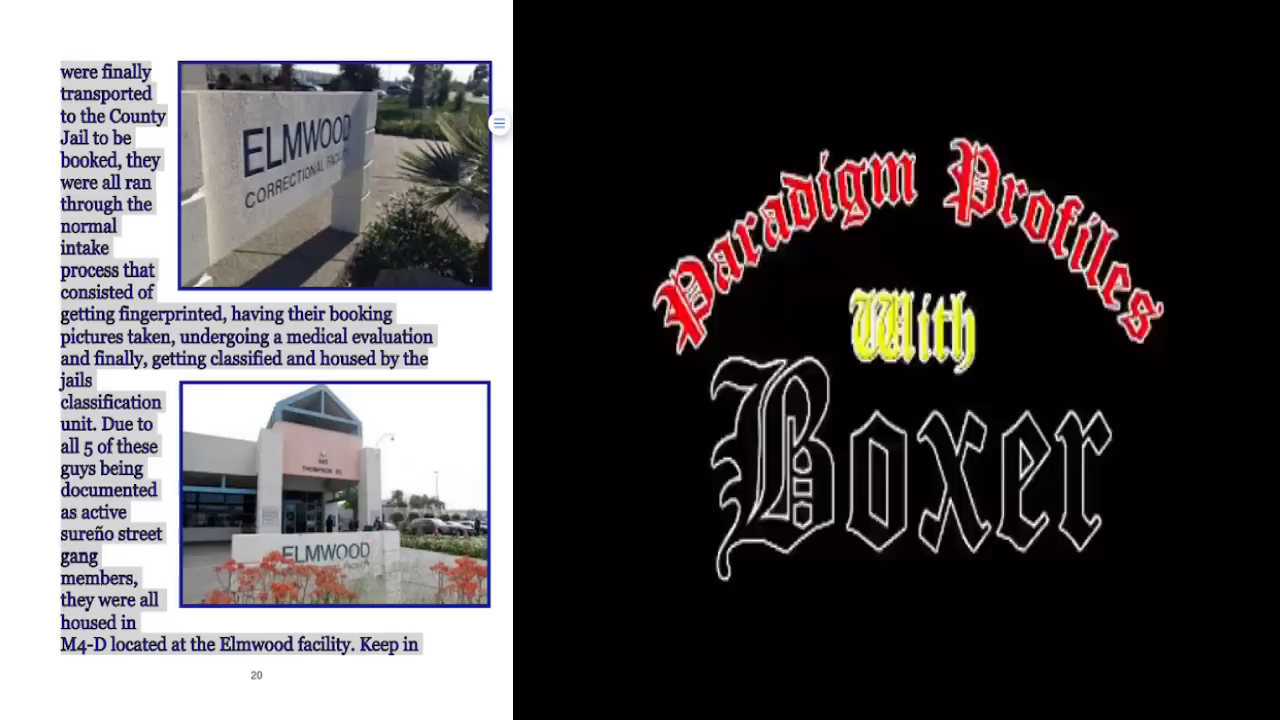 were finally
transported
to the County
Jail to be
booked, they
were all ran
through the
normal
intake
process that
consisted of
getting fingerprinted, having their booking
pictures taken, undergoing a medical evaluation
and finally, getting classified and housed by the
jails
classification
unit. Due to
all 5 of these
guys being
documented
as active
sureño street
gang
members,
they were all
housed in
M4-D located at the Elmwood facility. Keep in
20
ELMWOOD
CORRECTIONAL FACILITY
THOMPSON ST
ELMWOOD
Paradigm Profiles
With
Boxer